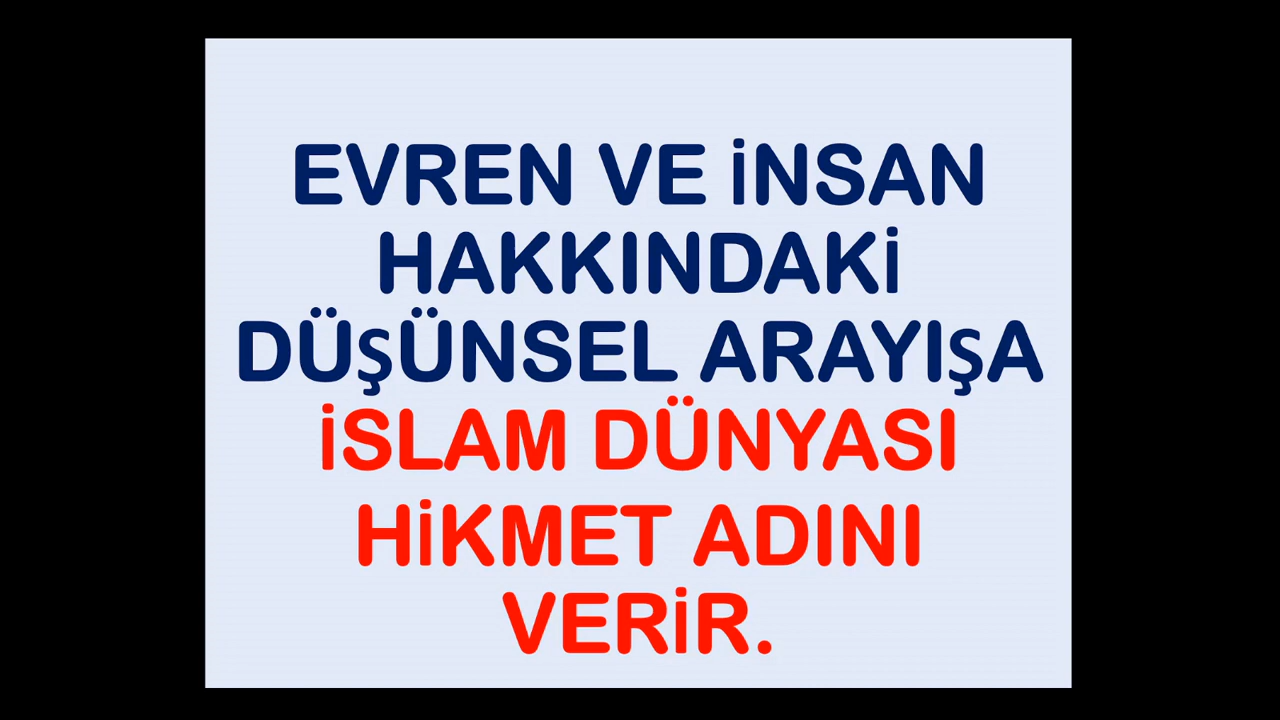 EVREN VE İNSAN
HAKKINDAKİ
DÜŞÜNSEL ARAYIŞA
İSLAM DÜNYASI
HİKMET ADINI
VERİR.